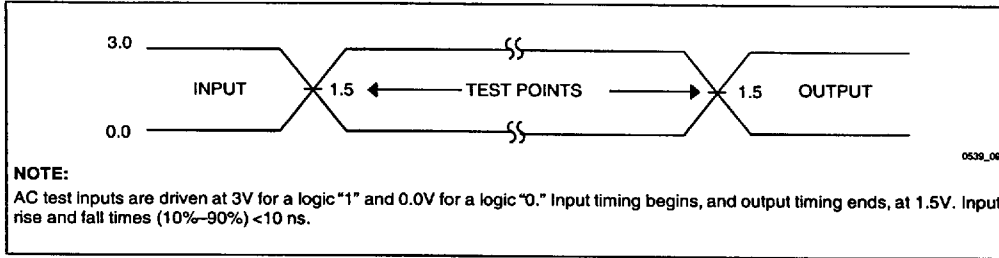 3.0
INPUT 1.5 TEST POINTS 1.5 OUTPUT
0.0
0539_09
NOTE:
AC test inputs are driven at 3V for a logic "1" and 0.0V for a logic "0." Input timing begins, and output timing ends, at 1.5V. Input
rise and fall times (10%–90%) <10 ns.